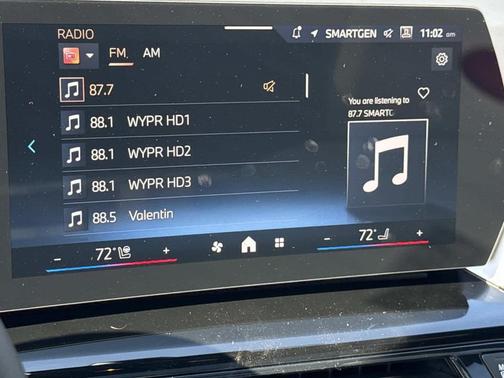 RADIO
SMARTGEN
11:02 am
FM
AM
87.7
88.1 WYPR HD1
88.1 WYPR HD2
88.1 WYPR HD3
88.5 Valentin
You are listening to
87.7 SMARTC
- 72° +
- 72° +